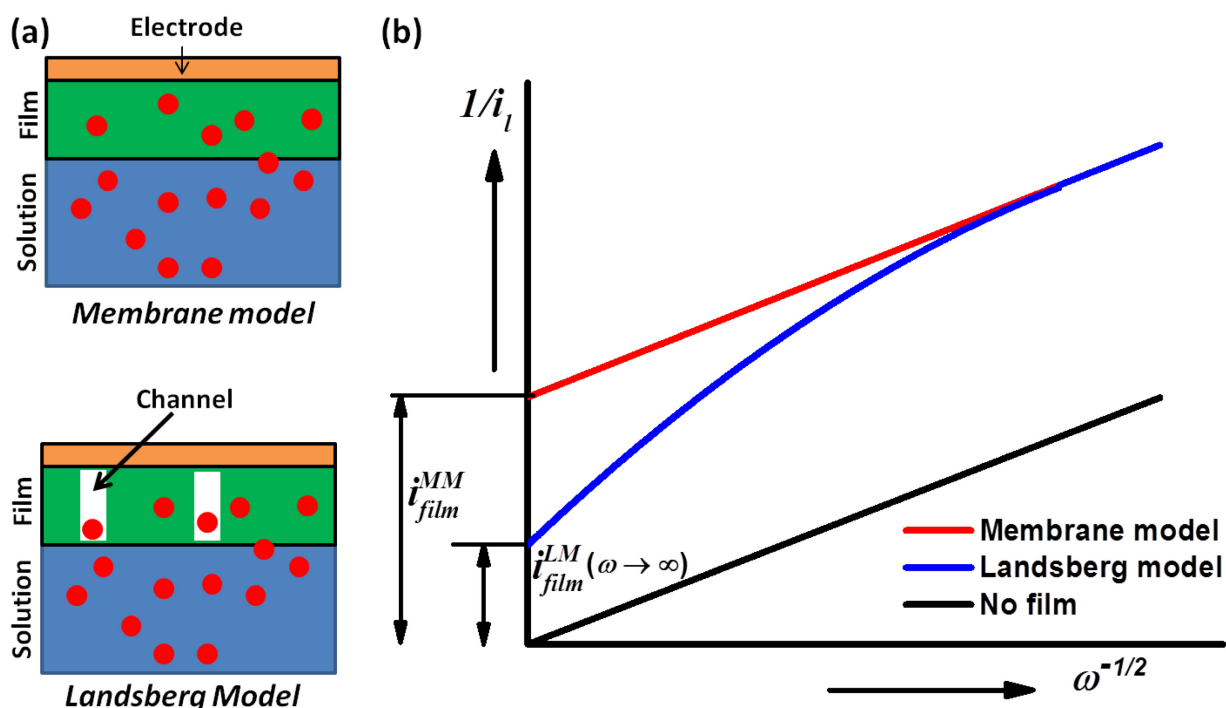 (a)
Electrode
Film
Solution
Membrane model
Channel
Film
Solution
Landsberg Model
(b)
1/i_l
i_film^MM
i_film^LM (ω → ∞)
Membrane model
Landsberg model
No film
ω^-1/2